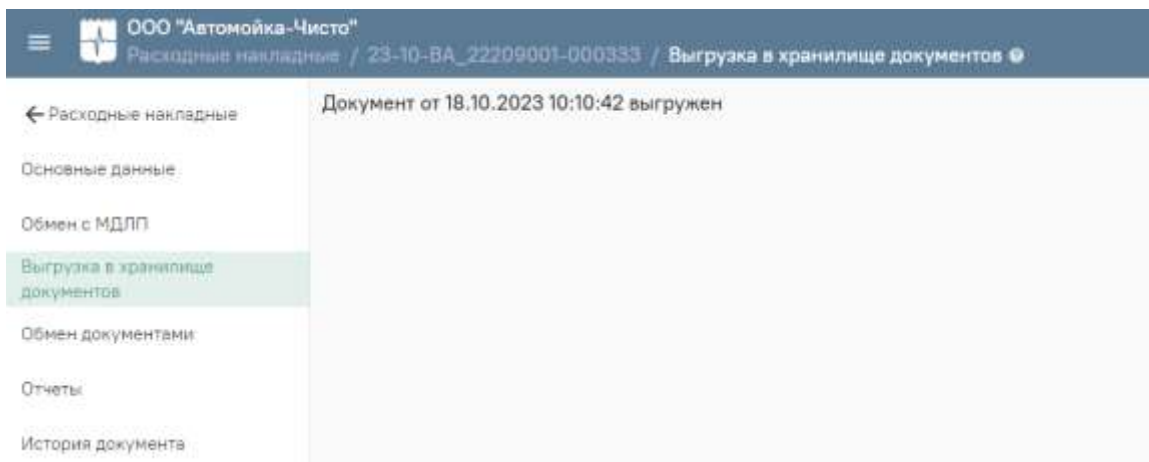 ООО "Автомойка-Чисто"
Расходные накладные / 23-10-BA_22209001-000333 / Выгрузка в хранилище документов
← Расходные накладные
Документ от 18.10.2023 10:10:42 выгружен
Основные данные
Обмен с МДЛП
Выгрузка в хранилище
документов
Обмен документами
Отчеты
История документа